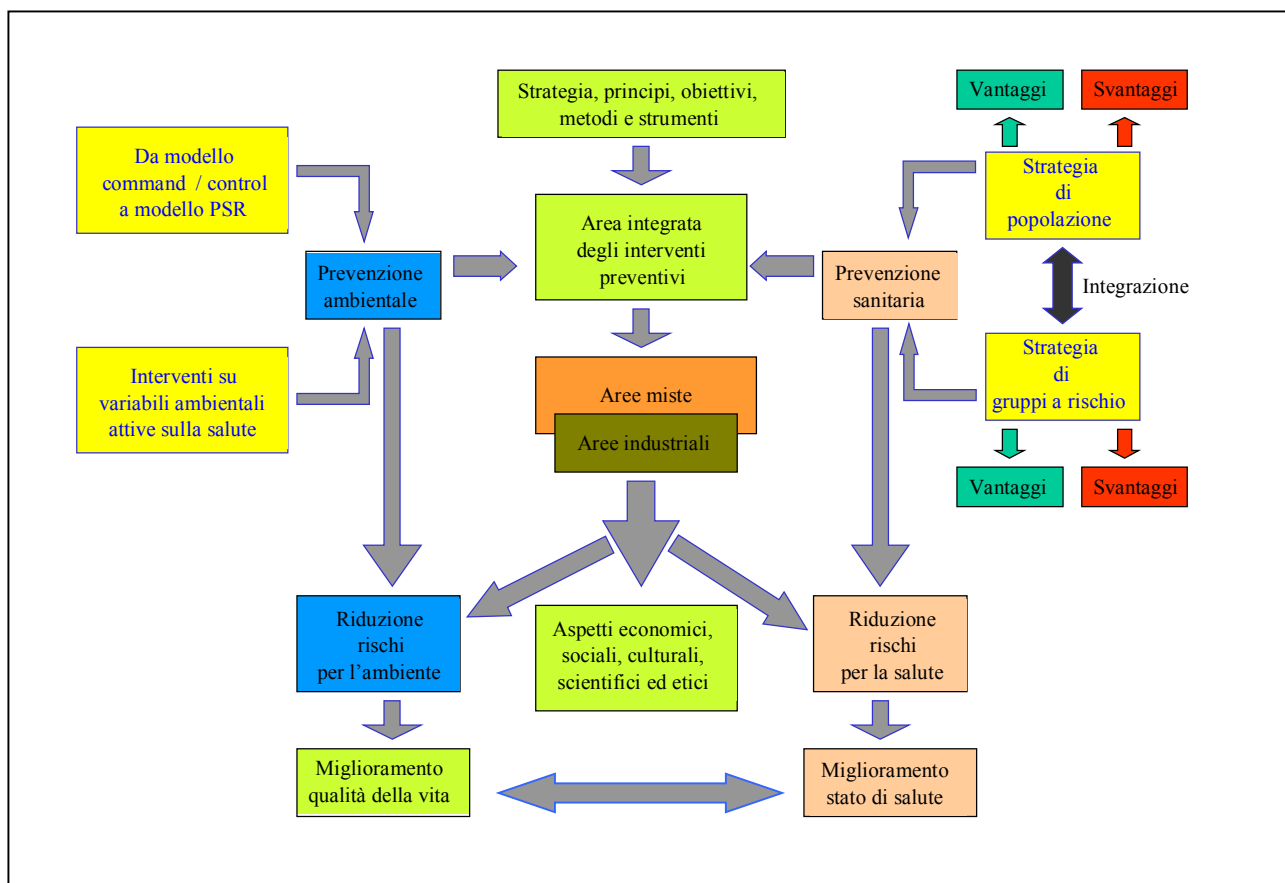 Strategia, principi, obiettivi,
metodi e strumenti
Vantaggi
Svantaggi
Da modello
command / control
a modello PSR
Strategia
di
popolazione
Area integrata
degli interventi
preventivi
Prevenzione
ambientale
Prevenzione
sanitaria
Integrazione
Interventi su
variabili ambientali
attive sulla salute
Strategia
di
gruppi a rischio
Aree miste
Aree industriali
Vantaggi
Svantaggi
Riduzione
rischi
per l’ambiente
Aspetti economici,
sociali, culturali,
scientifici ed etici
Riduzione
rischi
per la salute
Miglioramento
qualità della vita
Miglioramento
stato di salute